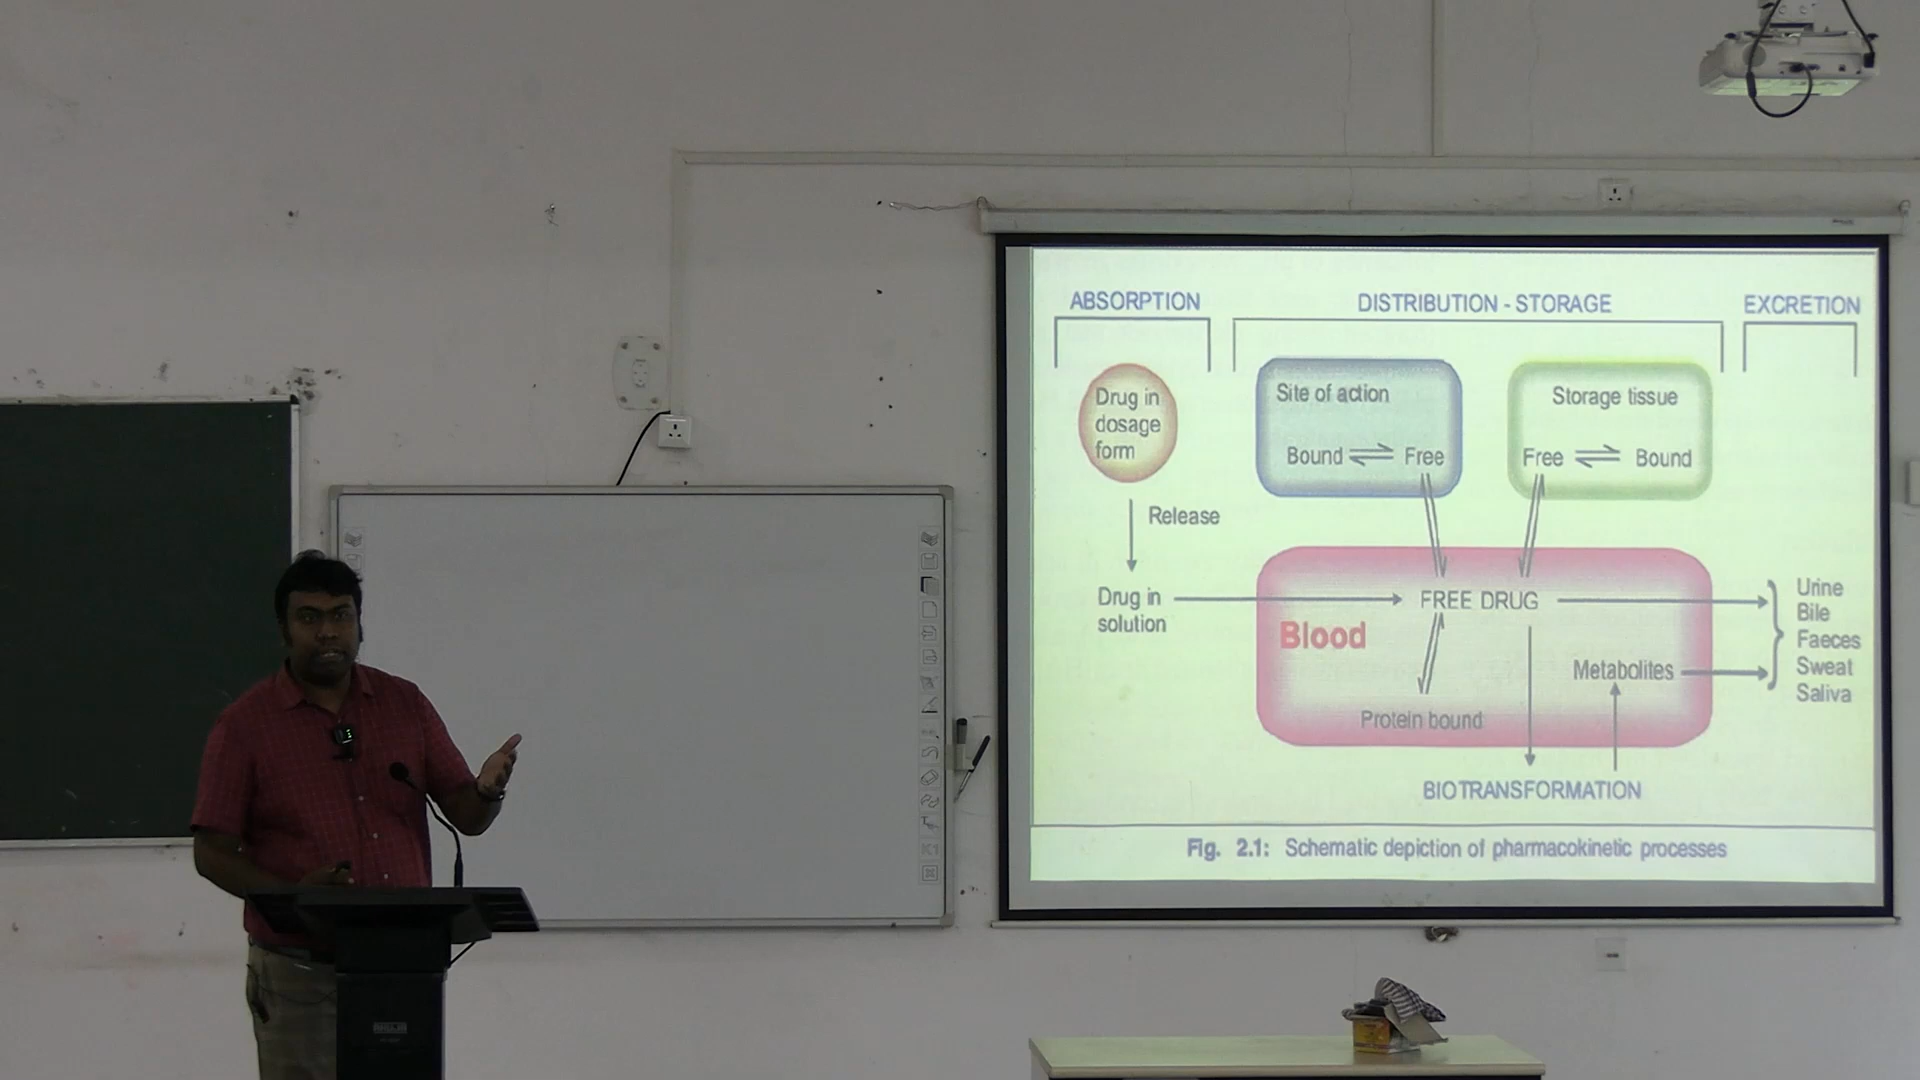 ABSORPTION
DISTRIBUTION - STORAGE
EXCRETION
Drug in
dosage
form
Site of action
Bound Free
Storage tissue
Free Bound
Release
Drug in
solution
FREE DRUG
Blood
Protein bound
Metabolites
Urine
Bile
Faeces
Sweat
Saliva
BIOTRANSFORMATION
Fig. 2.1: Schematic depiction of pharmacokinetic processes